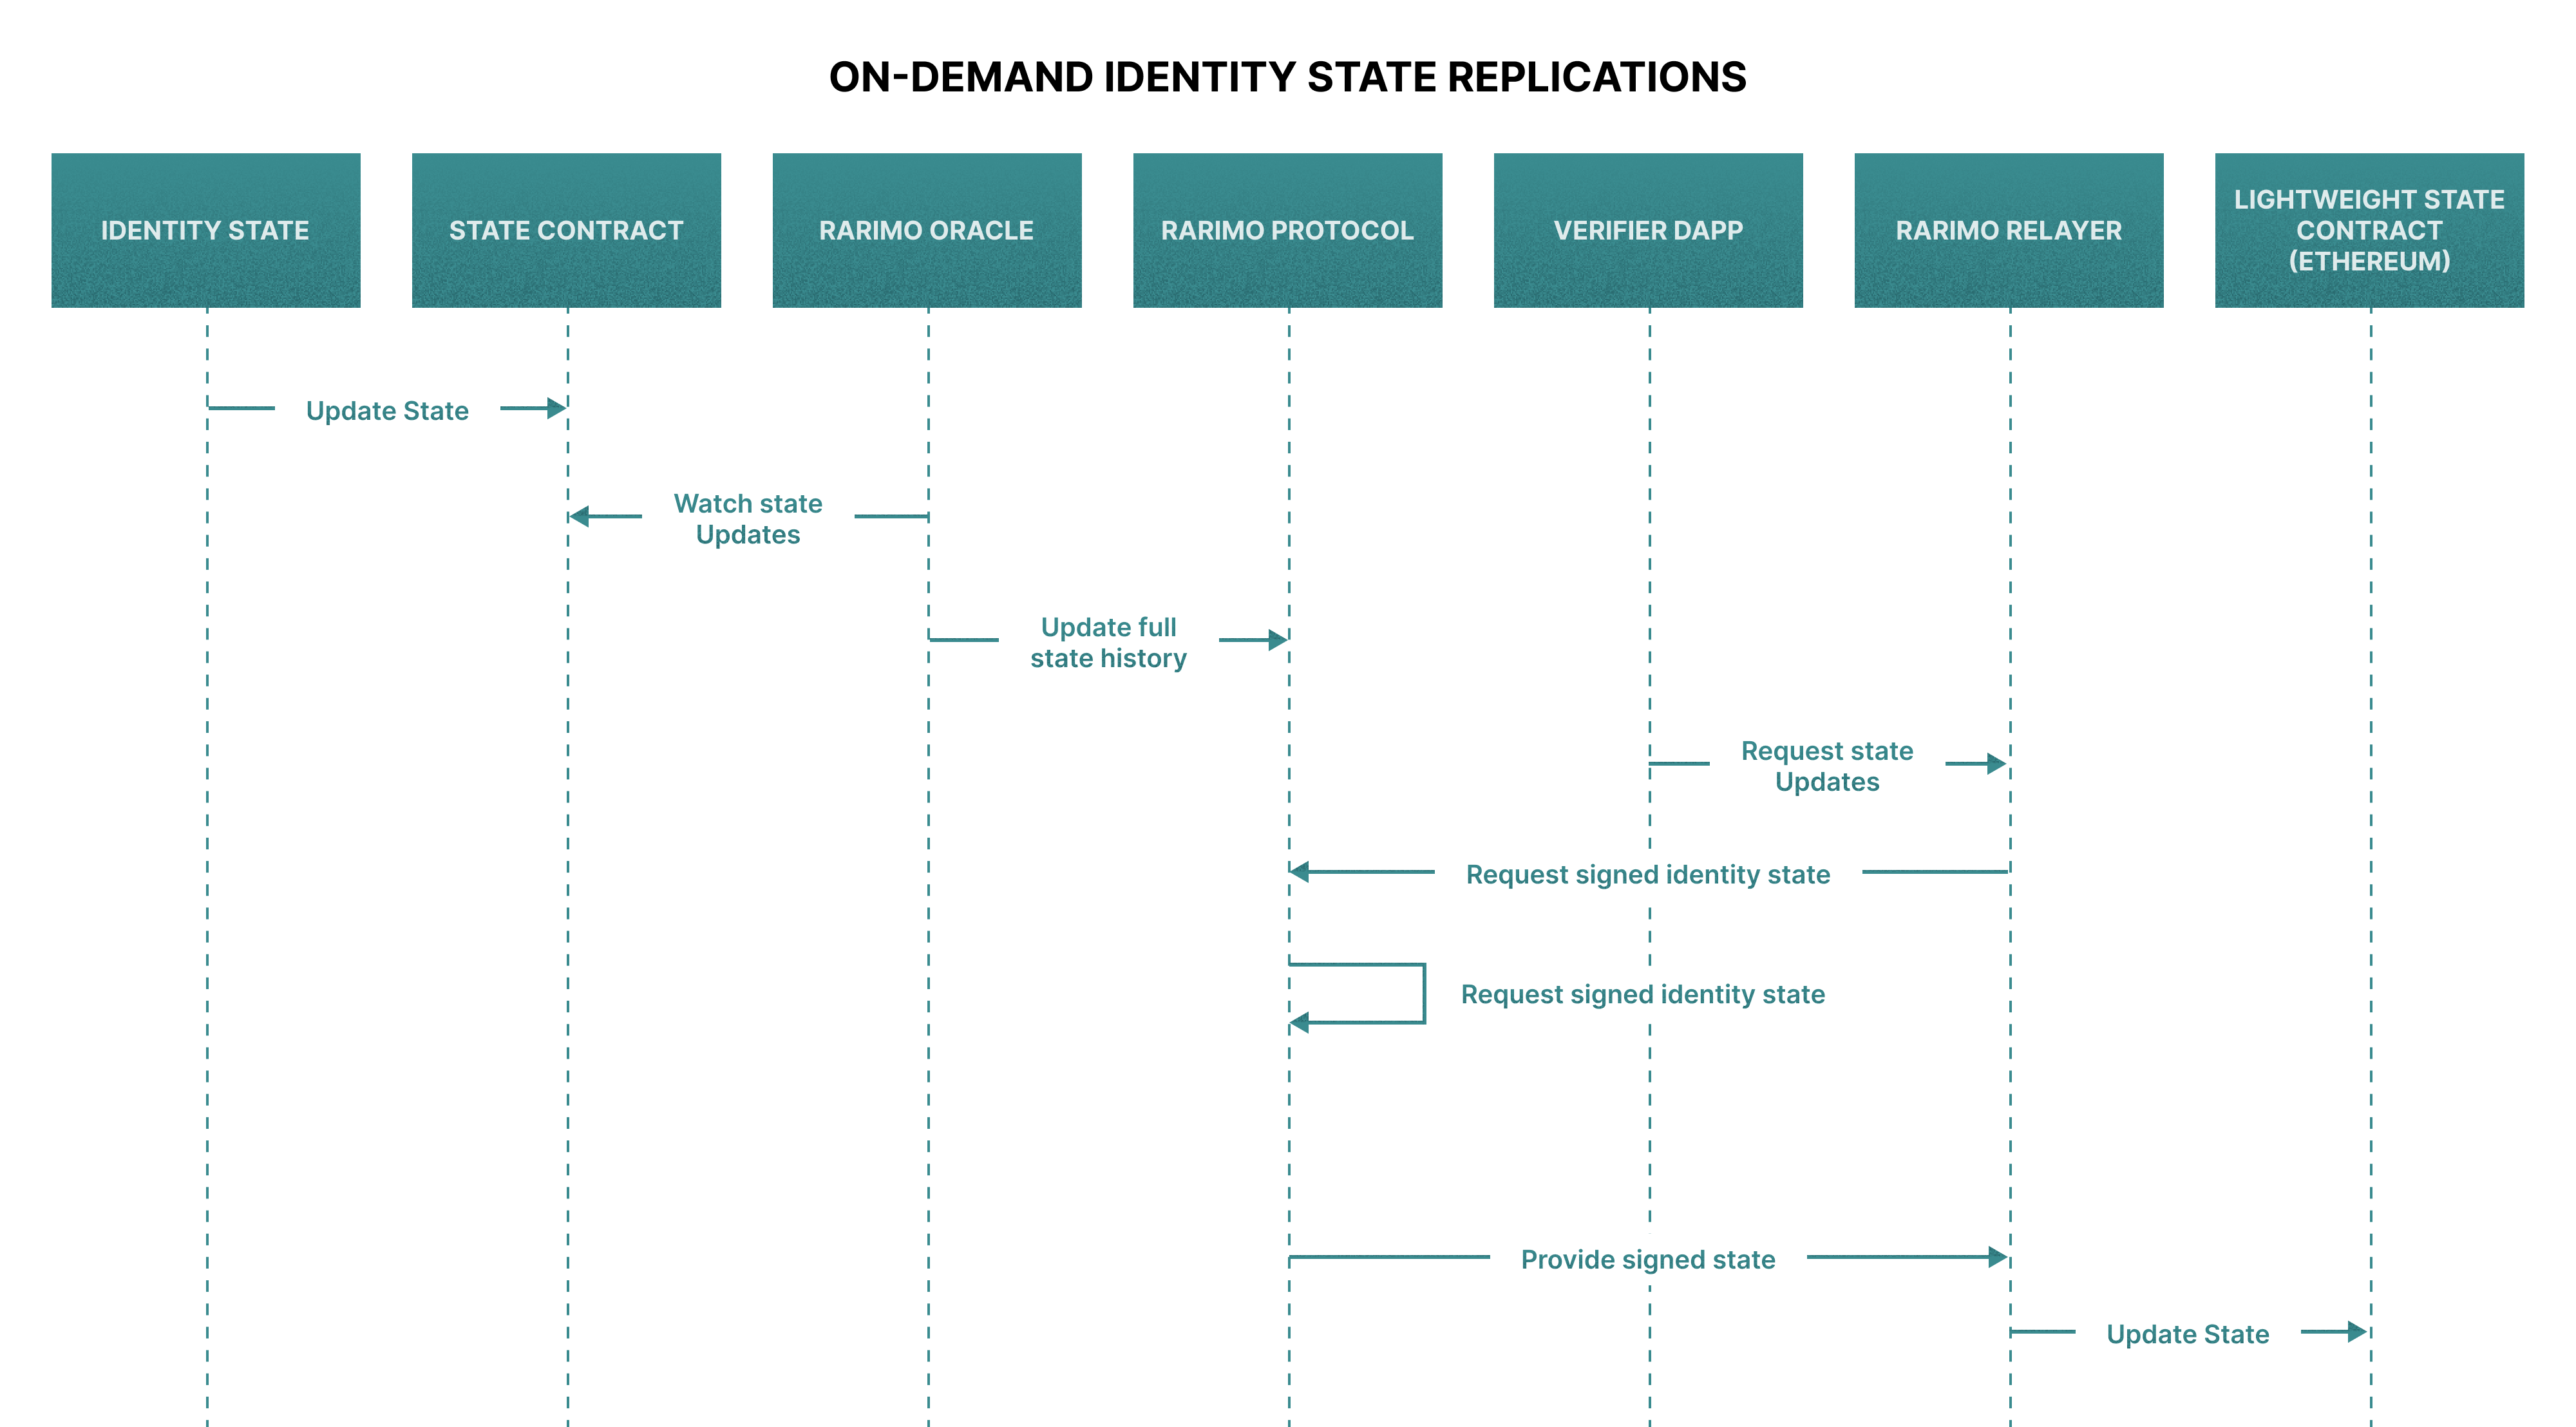 ON-DEMAND IDENTITY STATE REPLICATIONS
IDENTITY STATE
STATE CONTRACT
RARIMO ORACLE
RARIMO PROTOCOL
VERIFIER DAPP
RARIMO RELAYER
LIGHTWEIGHT STATE
CONTRACT
(ETHEREUM)
Update State
Watch state
Updates
Update full
state history
Request state
Updates
Request signed identity state
Request signed identity state
Provide signed state
Update State